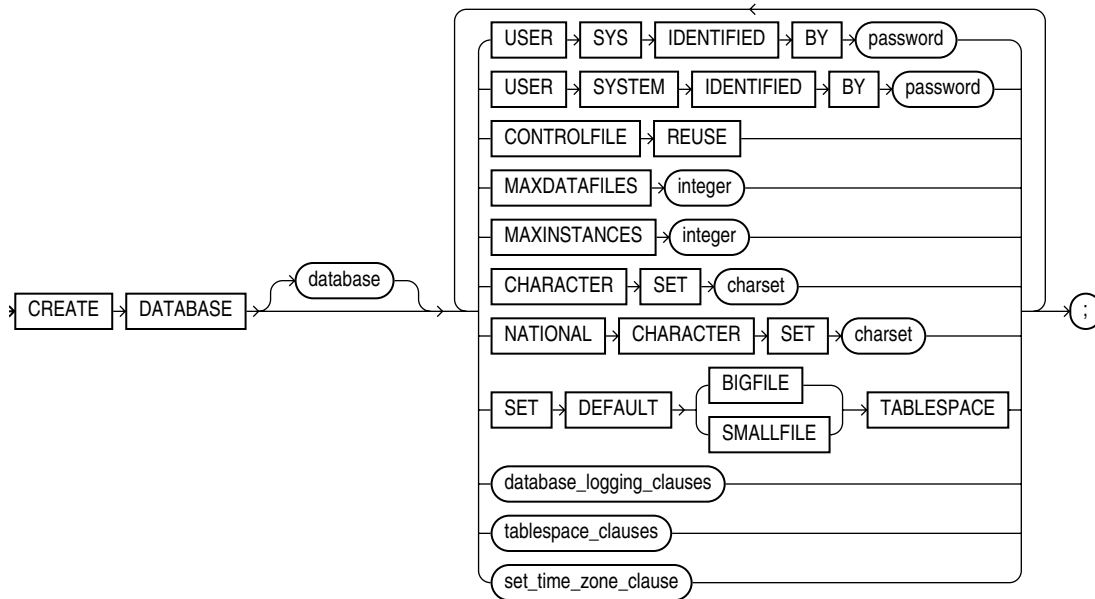 USER SYS IDENTIFIED BY password
USER SYSTEM IDENTIFIED BY password
CONTROLFILE REUSE
MAXDATAFILES integer
MAXINSTANCES integer
CHARACTER SET charset
database
CREATE DATABASE
;
NATIONAL CHARACTER SET charset
BIGFILE
SET DEFAULT TABLESPACE
SMALLFILE
database_logging_clauses
tablespace_clauses
set_time_zone_clause